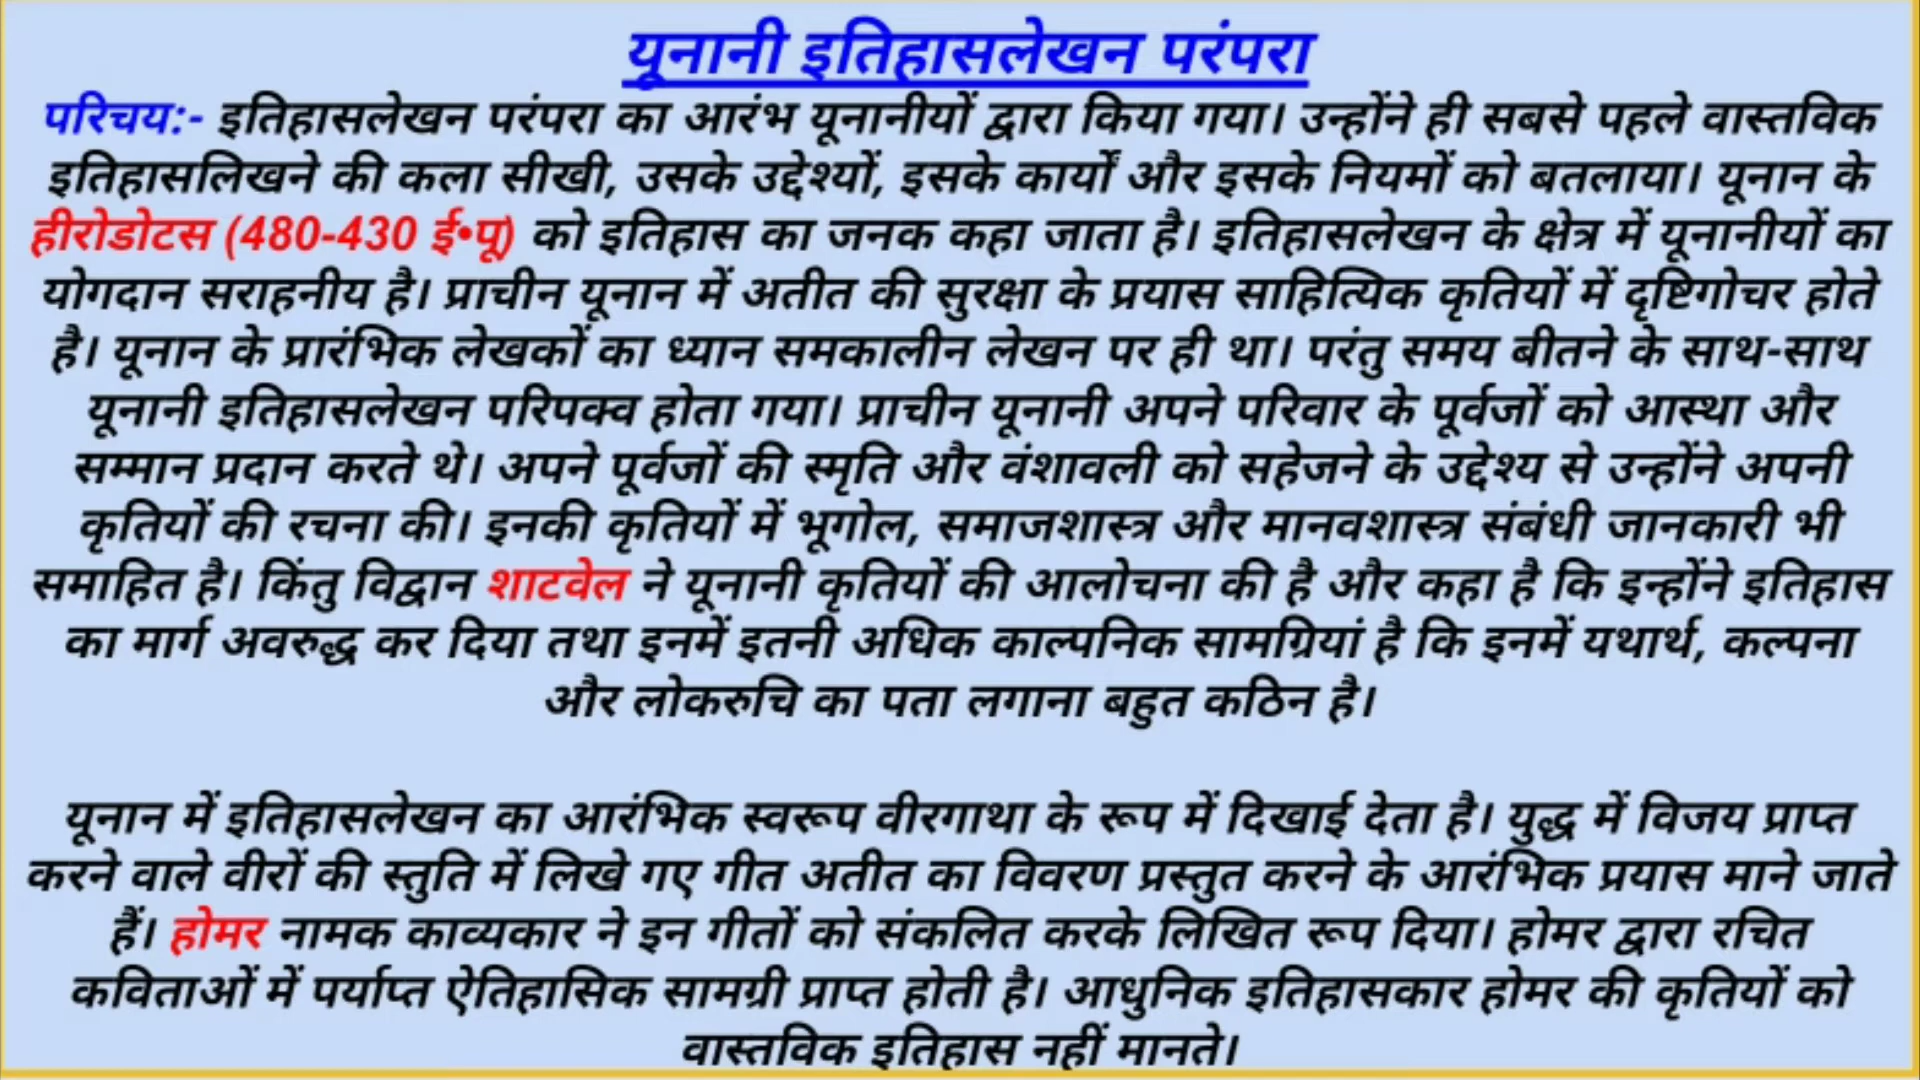 यूनानी इतिहासलेखन परंपरा
परिचय:- इतिहासलेखन परंपरा का आरंभ यूनानीयों द्वारा किया गया। उन्होंने ही सबसे पहले वास्तविक
इतिहासलिखने की कला सीखी, उसके उद्देश्यों, इसके कार्यों और इसके नियमों को बतलाया। यूनान के
हीरोडोटस (480-430 ई•पू) को इतिहास का जनक कहा जाता है। इतिहासलेखन के क्षेत्र में यूनानीयों का
योगदान सराहनीय है। प्राचीन यूनान में अतीत की सुरक्षा के प्रयास साहित्यिक कृतियों में दृष्टिगोचर होते
है। यूनान के प्रारंभिक लेखकों का ध्यान समकालीन लेखन पर ही था। परंतु समय बीतने के साथ-साथ
यूनानी इतिहासलेखन परिपक्व होता गया। प्राचीन यूनानी अपने परिवार के पूर्वजों को आस्था और
सम्मान प्रदान करते थे। अपने पूर्वजों की स्मृति और वंशावली को सहेजने के उद्देश्य से उन्होंने अपनी
कृतियों की रचना की। इनकी कृतियों में भूगोल, समाजशास्त्र और मानवशास्त्र संबंधी जानकारी भी
समाहित है। किंतु विद्वान शाटवेल ने यूनानी कृतियों की आलोचना की है और कहा है कि इन्होंने इतिहास
का मार्ग अवरुद्ध कर दिया तथा इनमें इतनी अधिक काल्पनिक सामग्रियां है कि इनमें यथार्थ, कल्पना
और लोकरुचि का पता लगाना बहुत कठिन है।
यूनान में इतिहासलेखन का आरंभिक स्वरूप वीरगाथा के रूप में दिखाई देता है। युद्ध में विजय प्राप्त
करने वाले वीरों की स्तुति में लिखे गए गीत अतीत का विवरण प्रस्तुत करने के आरंभिक प्रयास माने जाते
हैं। होमर नामक काव्यकार ने इन गीतों को संकलित करके लिखित रूप दिया। होमर द्वारा रचित
कविताओं में पर्याप्त ऐतिहासिक सामग्री प्राप्त होती है। आधुनिक इतिहासकार होमर की कृतियों को
वास्तविक इतिहास नहीं मानते।